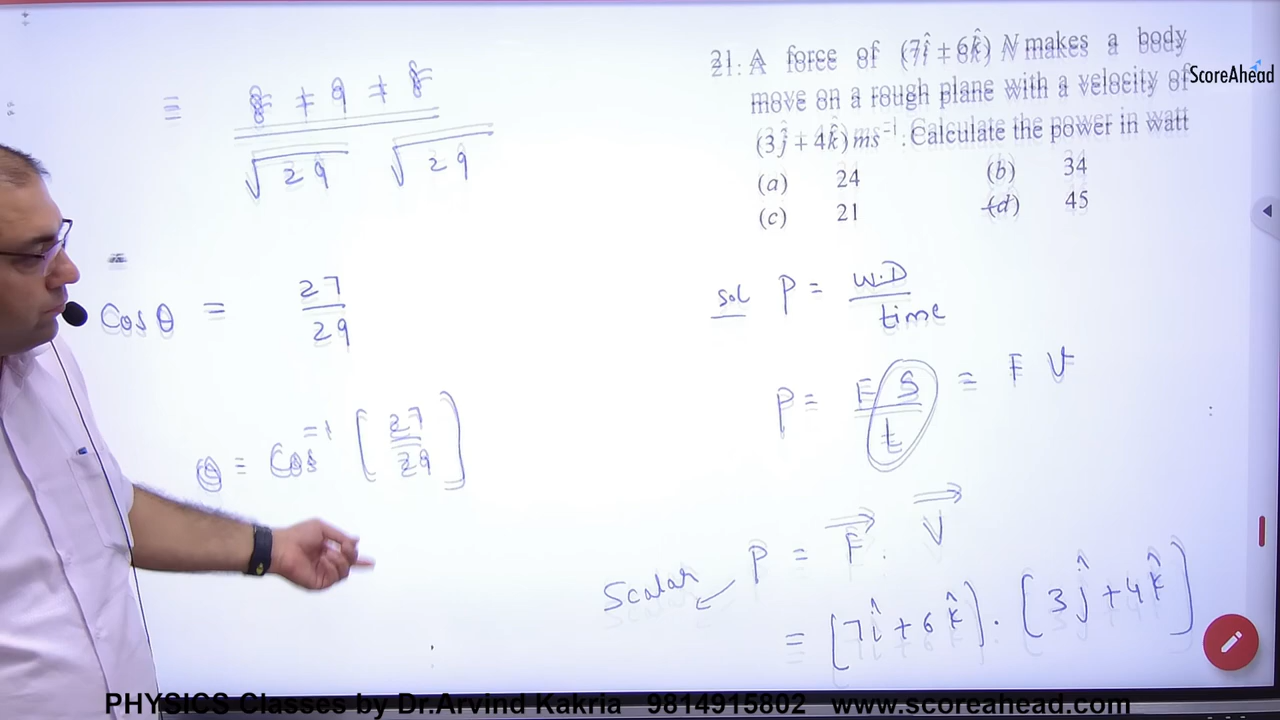 = 8 + 9 + 8
√29 √29
Cos θ = 27
29
θ = Cos⁻¹ [27/29]
21. A force of (7î + 6k̂) N makes a body
move on a rough plane with a velocity of
(3ĵ + 4k̂) ms⁻¹. Calculate the power in watt
(a) 24 (b) 34
(c) 21 (d) 45
ScoreAhead
Sol P = W.D
time
P = F S = F V
t
Scalar P = F⃗ . V⃗
= [7î + 6k̂] . [3ĵ + 4k̂]
PHYSICS Classes by Dr.Arvind Kakria 9814915802 www.scoreahead.com